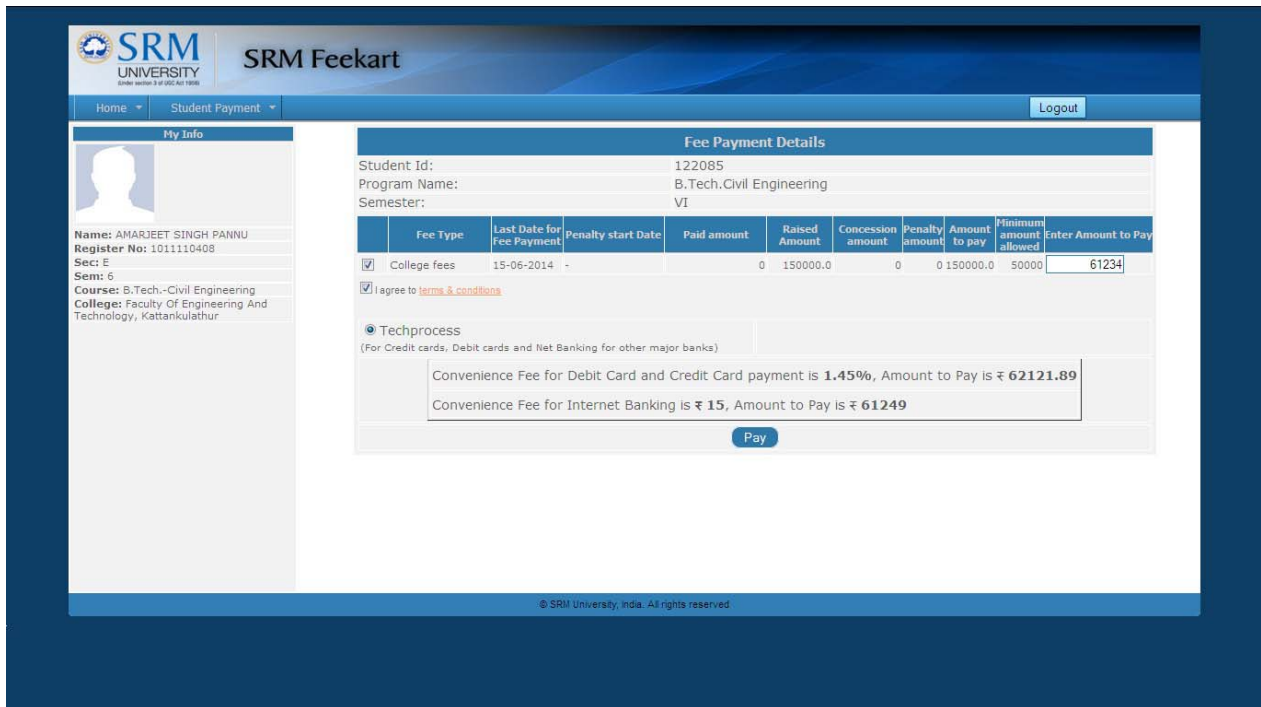 SRM
UNIVERSITY
(Under section 3 of UGC Act 1956)
SRM Feekart
Home Student Payment Logout
My Info
Name: AMARJEET SINGH PANNU
Register No: 1011110408
Sec: E
Sem: 6
Course: B.Tech.-Civil Engineering
College: Faculty Of Engineering And
Technology, Kattankulathur
Fee Payment Details
Student Id: 122085
Program Name: B.Tech.Civil Engineering
Semester: VI
Fee Type Last Date for Fee Payment Penalty start Date Paid amount Raised Amount Concession amount Penalty amount Amount to pay Minimum amount allowed Enter Amount to Pay
College fees 15-06-2014 - 0 150000.0 0 0 150000.0 50000 61234
I agree to terms & conditions
Techprocess
(For Credit cards, Debit cards and Net Banking for other major banks)
Convenience Fee for Debit Card and Credit Card payment is 1.45%, Amount to Pay is ₹ 62121.89
Convenience Fee for Internet Banking is ₹ 15, Amount to Pay is ₹ 61249
Pay
© SRM University, India. All rights reserved